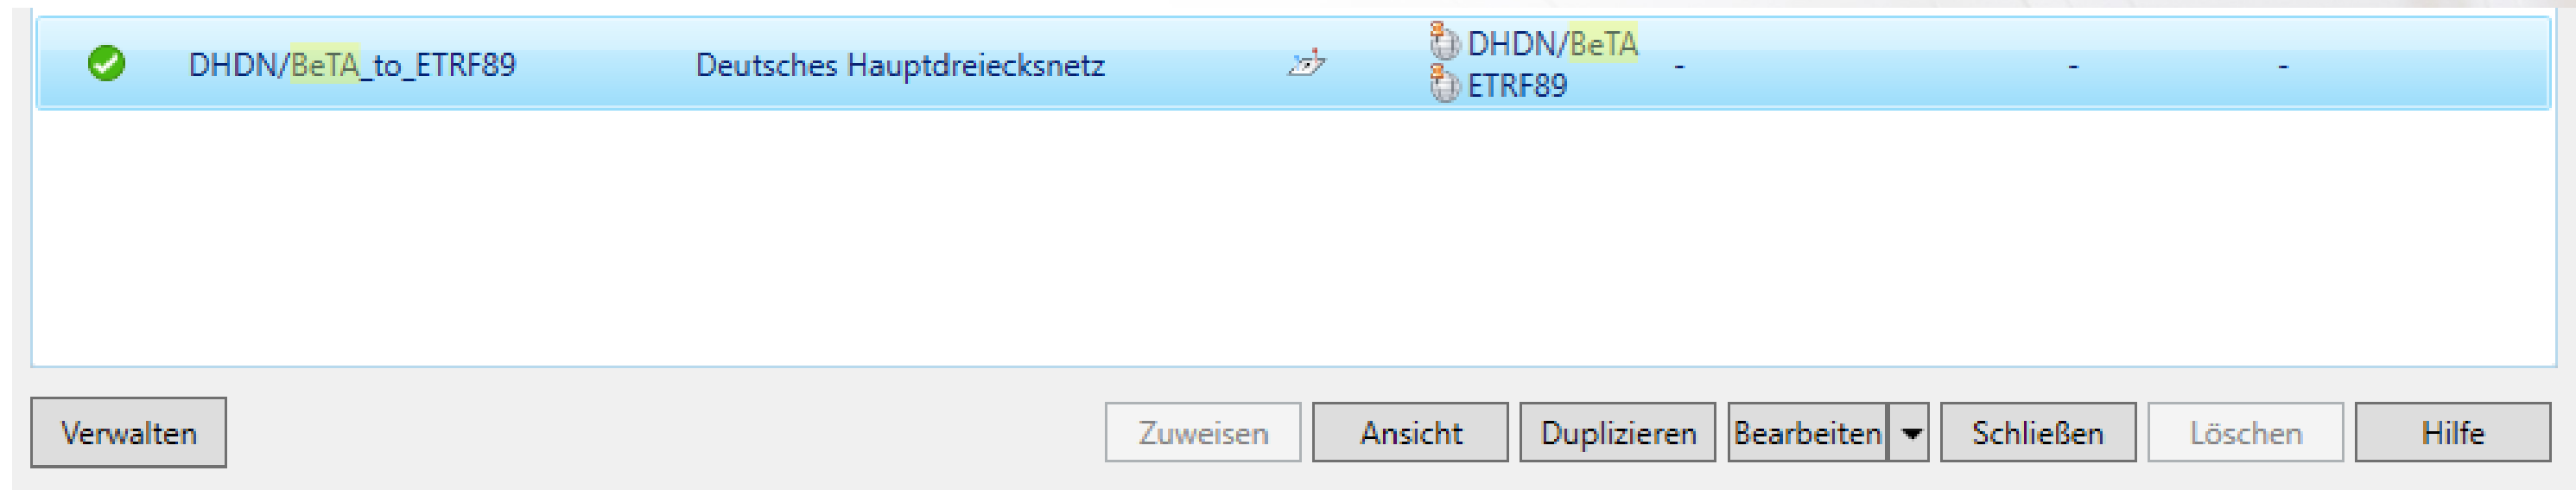 DHDN/BeTA_to_ETRF89 Deutsches Hauptdreiecksnetz DHDN/BeTA - - -
ETRF89
Verwalten Zuweisen Ansicht Duplizieren Bearbeiten Schließen Löschen Hilfe